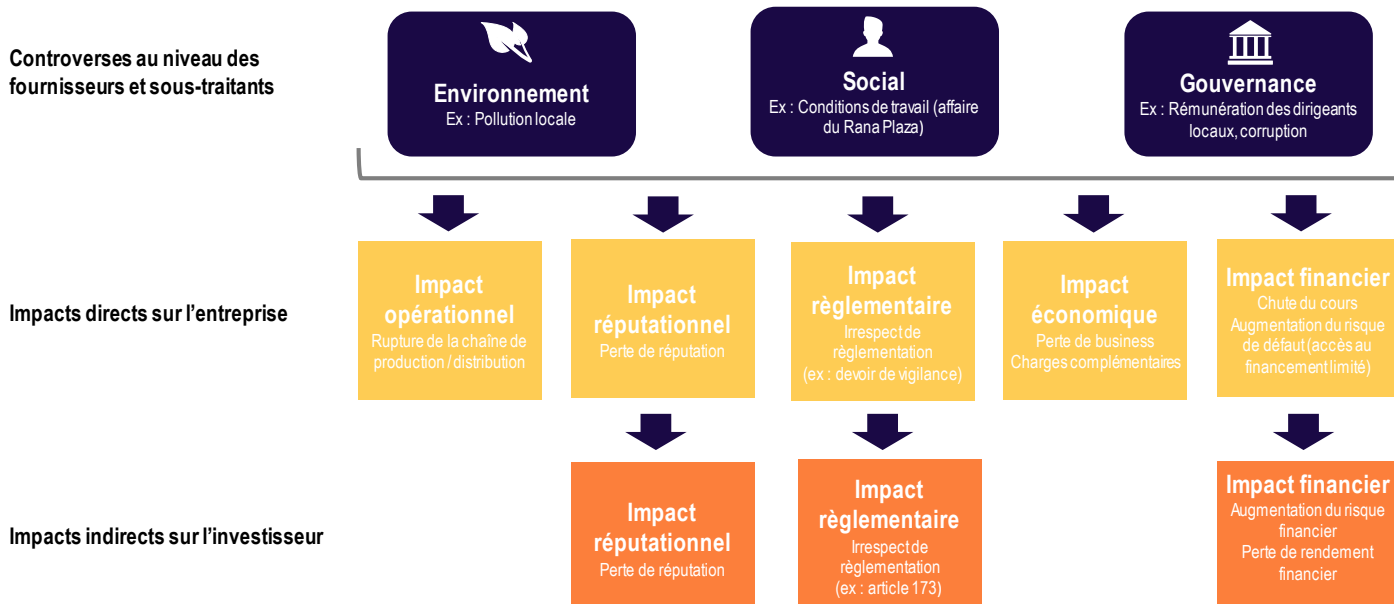 Controverses au niveau des
fournisseurs et sous-traitants
Environnement
Ex : Pollution locale
Social
Ex : Conditions de travail (affaire
du Rana Plaza)
Gouvernance
Ex : Rémunération des dirigeants
locaux, corruption
Impacts directs sur l'entreprise
Impact
opérationnel
Rupture de la chaîne de
production / distribution
Impact
réputationnel
Perte de réputation
Impact
règlementaire
Irrespect de
règlementation
(ex : devoir de vigilance)
Impact
économique
Perte de business
Charges complémentaires
Impact financier
Chute du cours
Augmentation du risque
de défaut (accès au
financement limité)
Impacts indirects sur l'investisseur
Impact
réputationnel
Perte de réputation
Impact
règlementaire
Irrespect de
règlementation
(ex : article 173)
Impact financier
Augmentation du risque
financier
Perte de rendement
financier